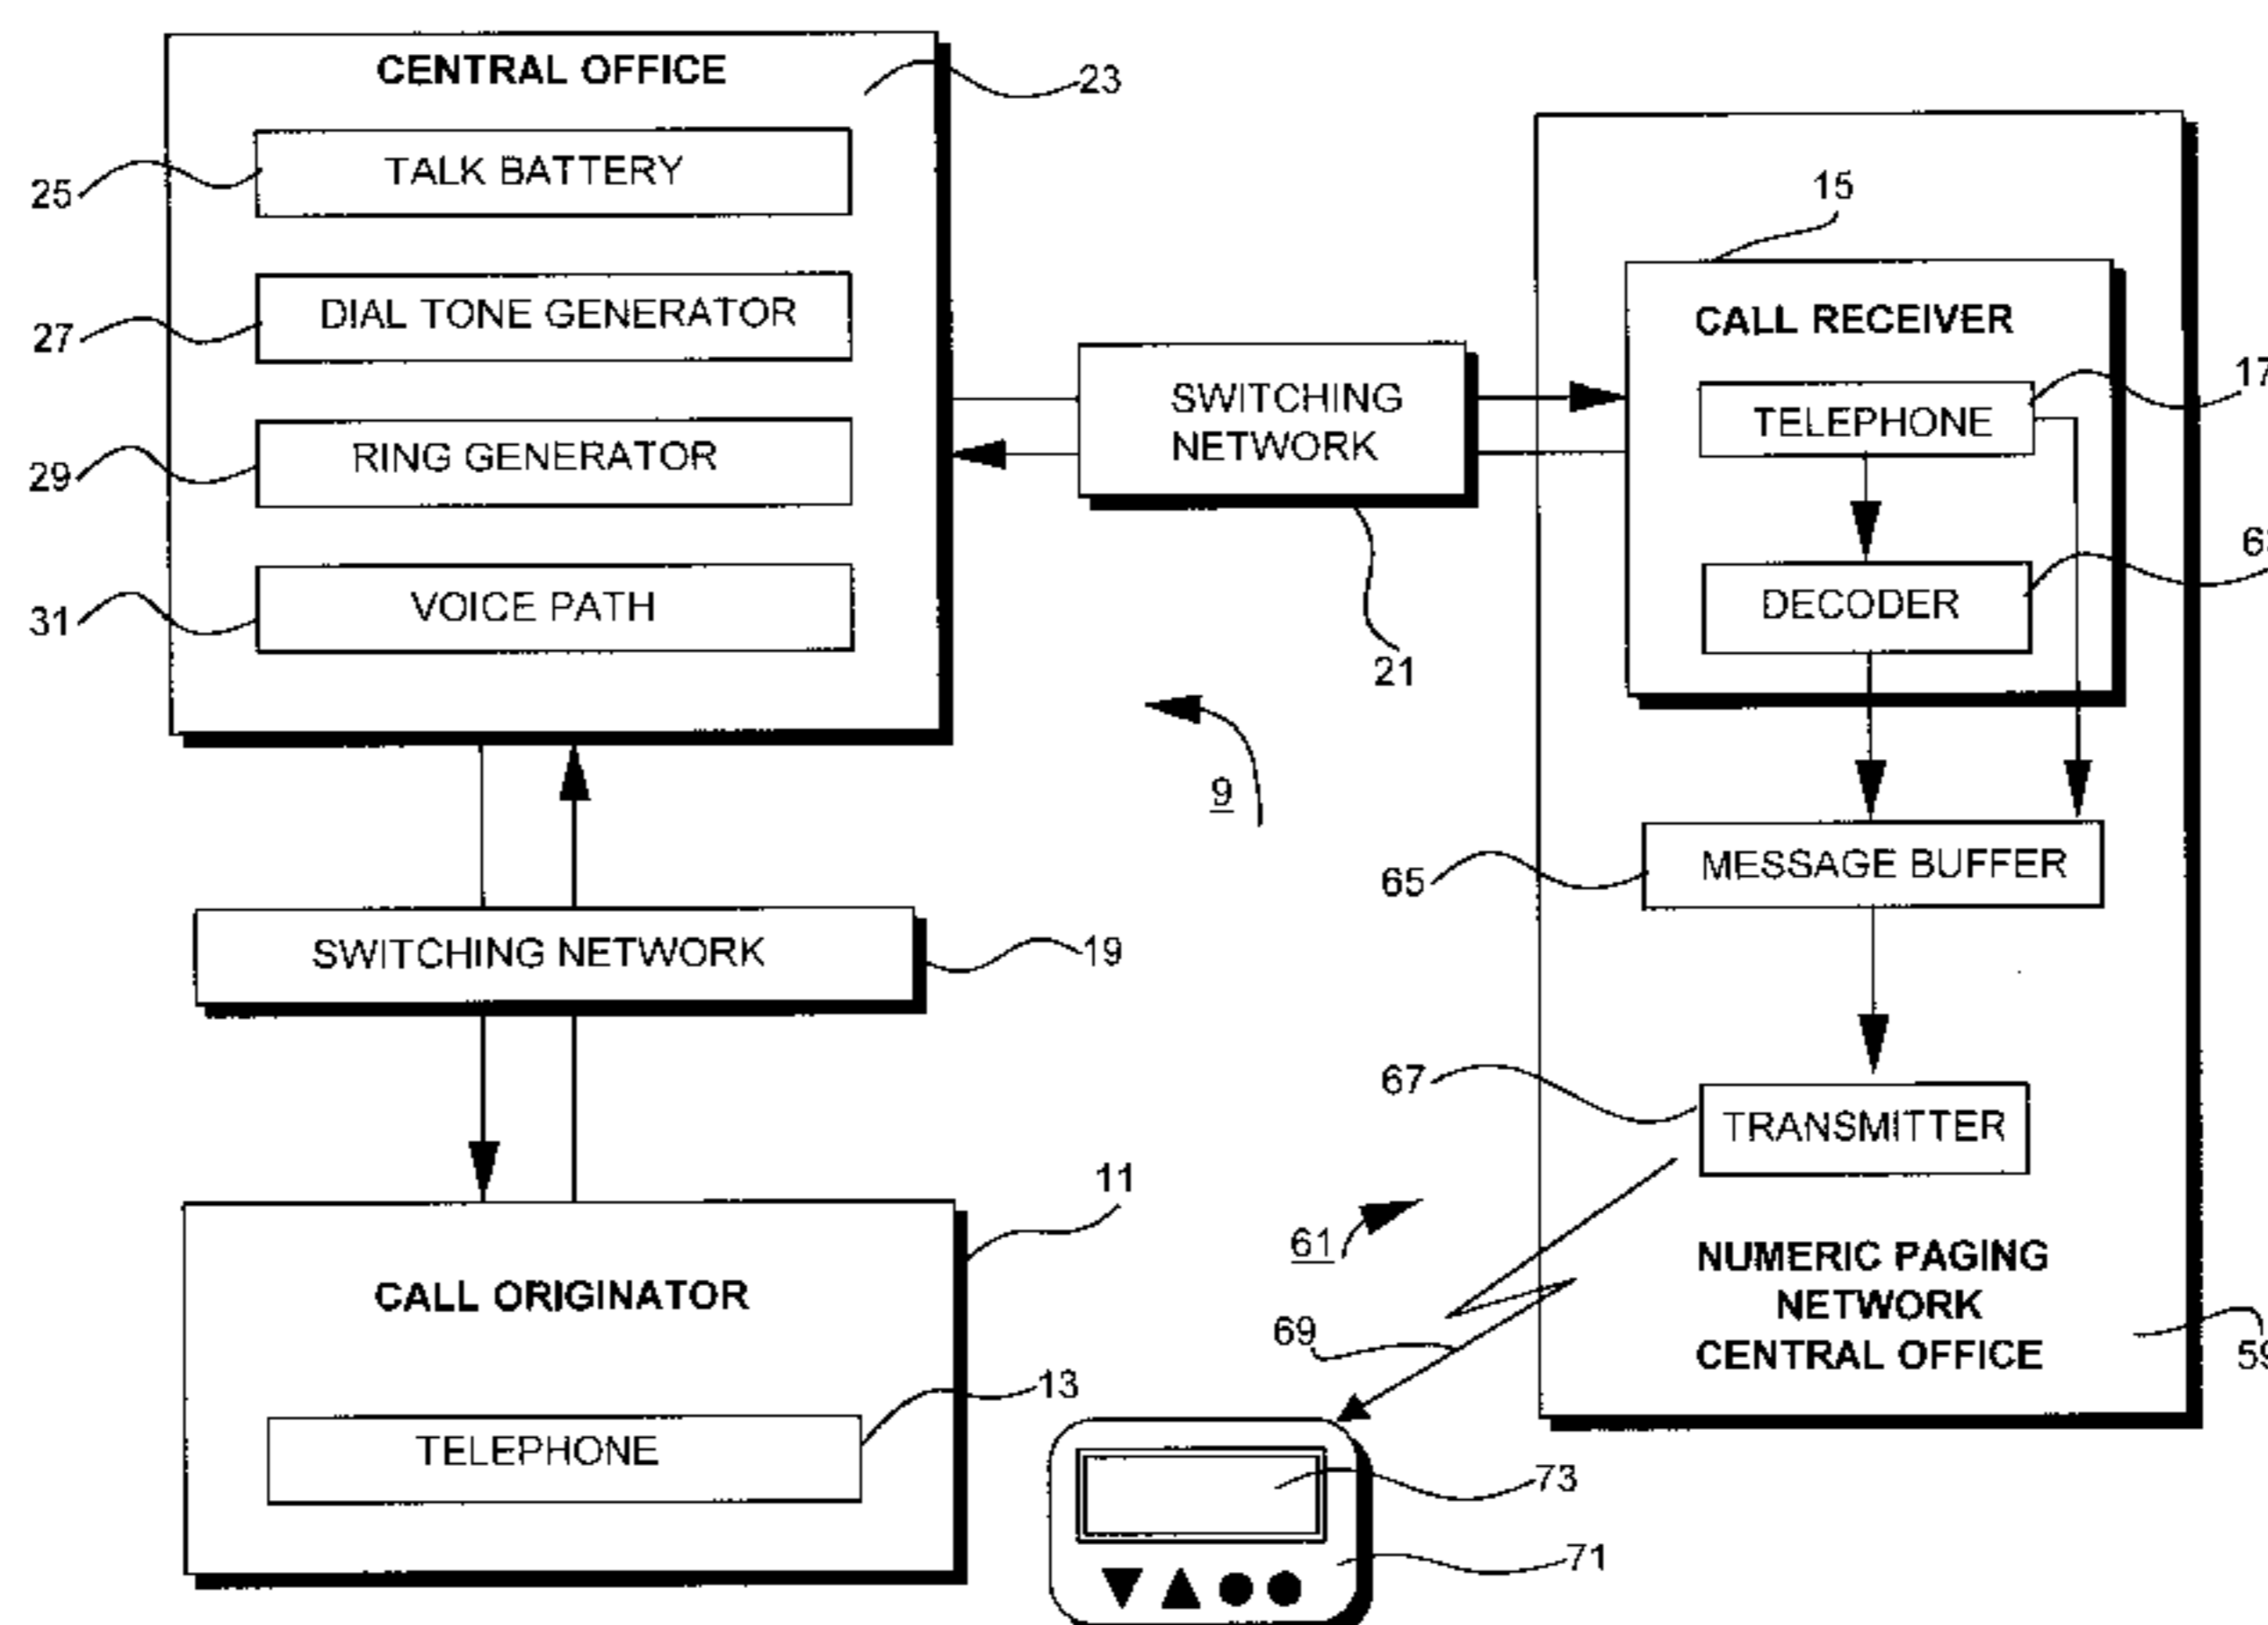 CENTRAL OFFICE
23
TALK BATTERY
25
DIAL TONE GENERATOR
27
RING GENERATOR
29
VOICE PATH
31
SWITCHING
NETWORK
21
15
CALL RECEIVER
17
TELEPHONE
DECODER
9
MESSAGE BUFFER
65
SWITCHING NETWORK
19
67
TRANSMITTER
11
61
CALL ORIGINATOR
NUMERIC PAGING
NETWORK
CENTRAL OFFICE
59
69
13
TELEPHONE
73
71